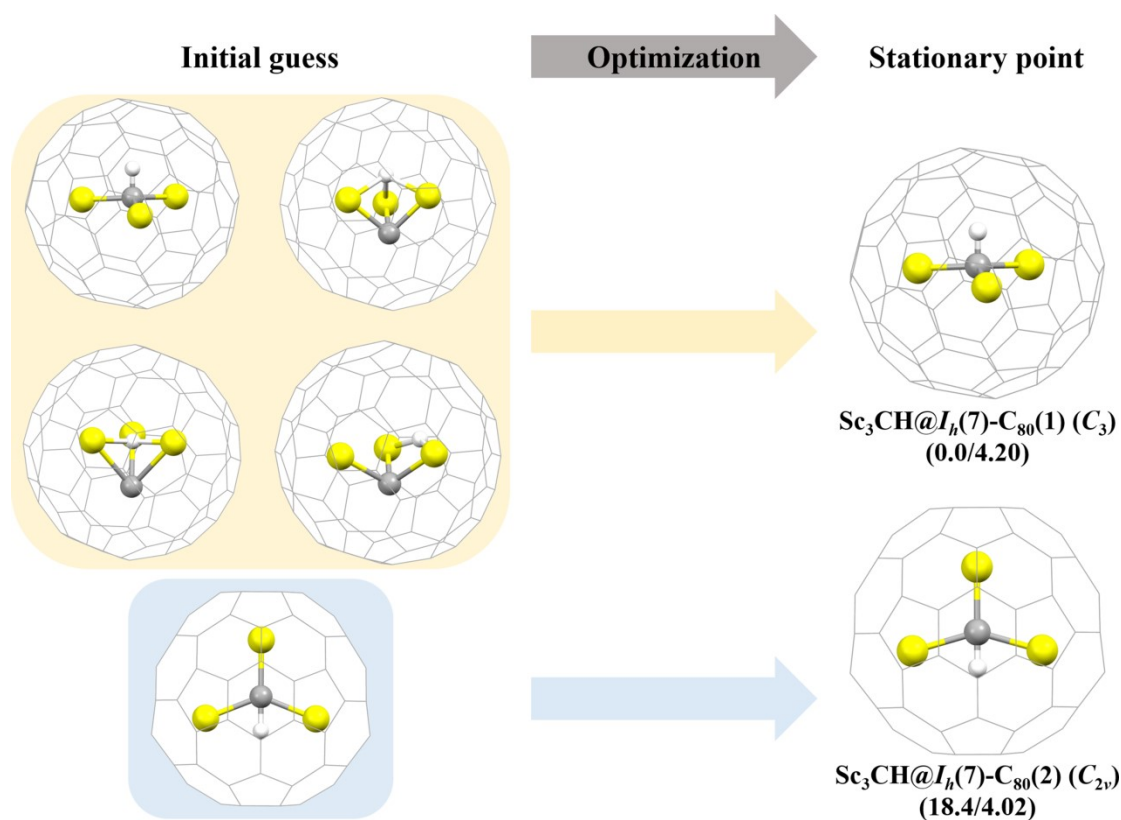 Initial guess
Optimization
Stationary point
Sc₃CH@Iₕ(7)-C₈₀(1) (C₃)
(0.0/4.20)
Sc₃CH@Iₕ(7)-C₈₀(2) (C₂ᵥ)
(18.4/4.02)